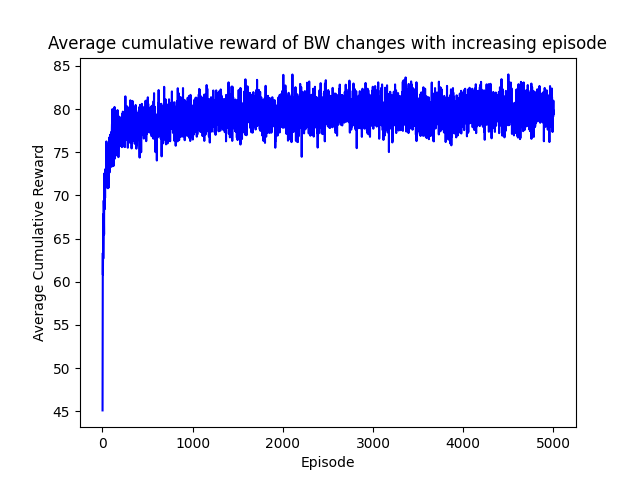 Average cumulative reward of BW changes with increasing episode
85
80
75
70
65
60
55
50
45
Average Cumulative Reward
0 1000 2000 3000 4000 5000
Episode